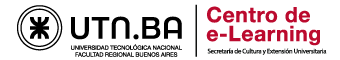 UTN.BA
UNIVERSIDAD TECNOLÓGICA NACIONAL
FACULTAD REGIONAL BUENOS AIRES
Centro de
e-Learning
Secretaría de Cultura y Extensión Universitaria